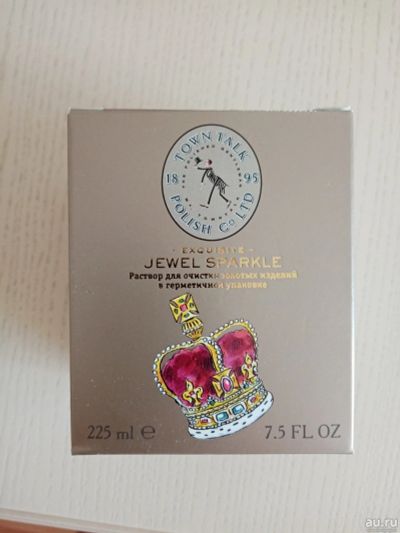 TOWN TALK
18 95
POLISH Co LTD
- EXQUISITE -
JEWEL SPARKLE
Раствор для очистки золотых изделий
в герметичной упаковке
225 ml ℮ 7.5 FL OZ
au.ru